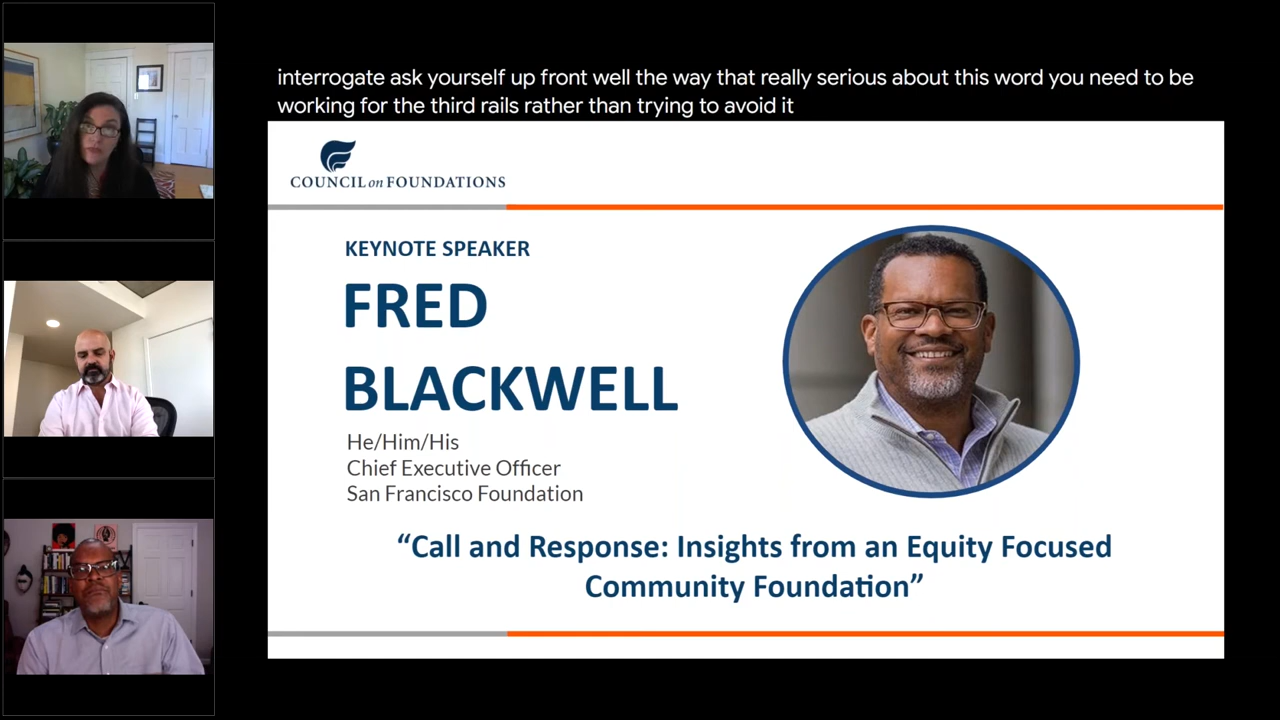 interrogate ask yourself up front well the way that really serious about this word you need to be
working for the third rails rather than trying to avoid it
COUNCIL on FOUNDATIONS
KEYNOTE SPEAKER
FRED
BLACKWELL
He/Him/His
Chief Executive Officer
San Francisco Foundation
“Call and Response: Insights from an Equity Focused
Community Foundation”